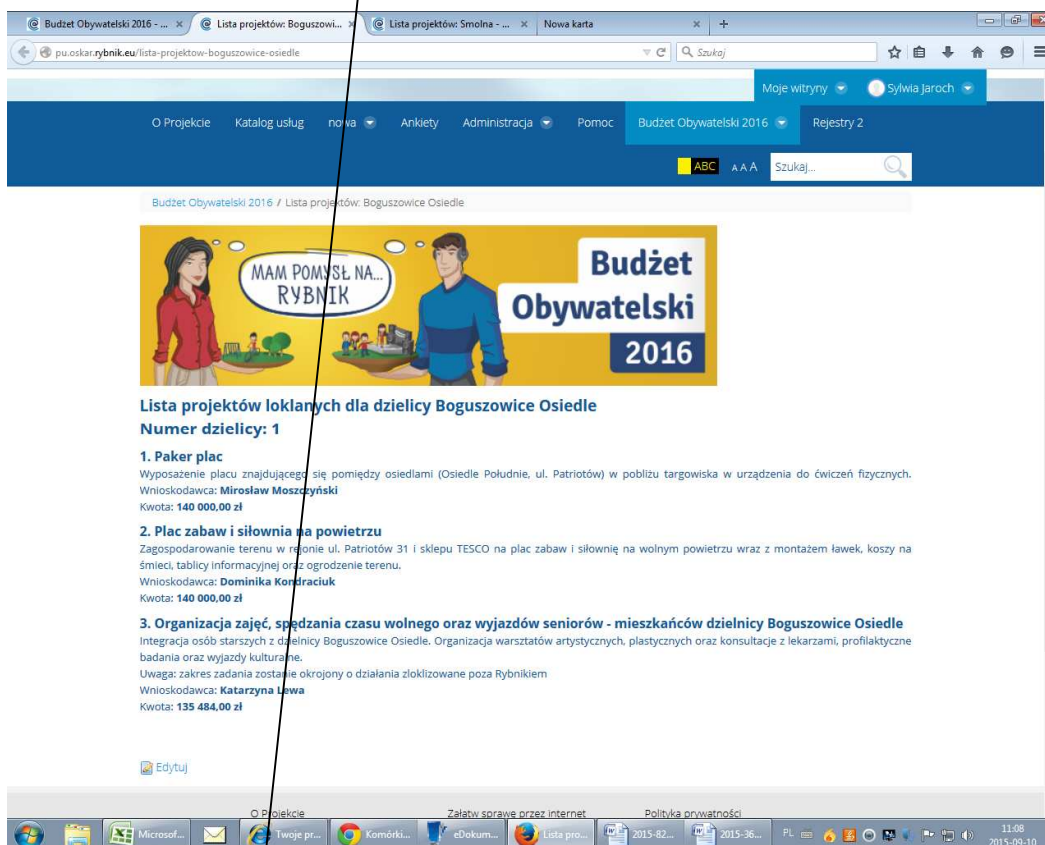 Budżet Obywatelski 2016 - ... × Lista projektów: Boguszowi... × Lista projektów: Smolna - ... × Nowa karta × +
pu.oskar.rybnik.eu/lista-projektow-boguszowice-osiedle Szukaj
Moje witryny Sylwia Jaroch
O Projekcie Katalog usług nowa Ankiety Administracja Pomoc Budżet Obywatelski 2016 Rejestry 2
ABC A A A Szukaj...
Budżet Obywatelski 2016 / Lista projektów: Boguszowice Osiedle
MAM POMYSŁ NA...
RYBNIK
Budżet
Obywatelski
2016
Lista projektów loklanych dla dzielicy Boguszowice Osiedle
Numer dzielicy: 1
1. Paker plac
Wyposażenie placu znajdującego się pomiędzy osiedlami (Osiedle Południe, ul. Patriotów) w pobliżu targowiska w urządzenia do ćwiczeń fizycznych.
Wnioskodawca: Mirosław Moszczyński
Kwota: 140 000,00 zł
2. Plac zabaw i siłownia na powietrzu
Zagospodarowanie terenu w rejonie ul. Patriotów 31 i sklepu TESCO na plac zabaw i siłownię na wolnym powietrzu wraz z montażem ławek, koszy na
śmieci, tablicy informacyjnej oraz ogrodzenie terenu.
Wnioskodawca: Dominika Kondraciuk
Kwota: 140 000,00 zł
3. Organizacja zajęć, spędzania czasu wolnego oraz wyjazdów seniorów - mieszkańców dzielnicy Boguszowice Osiedle
Integracja osób starszych z dzielnicy Boguszowice Osiedle. Organizacja warsztatów artystycznych, plastycznych oraz konsultacje z lekarzami, profilaktyczne
badania oraz wyjazdy kulturalne.
Uwaga: zakres zadania zostanie okrojony o działania zloklizowane poza Rybnikiem
Wnioskodawca: Katarzyna Lewa
Kwota: 135 484,00 zł
Edytuj
O Projekcie Załatw sprawę przez internet Polityka prywatności
Microsof... Twoje pr... Komórki... eDokum... Lista pro... 2015-82... 2015-36... PL 11:08
2015-09-10